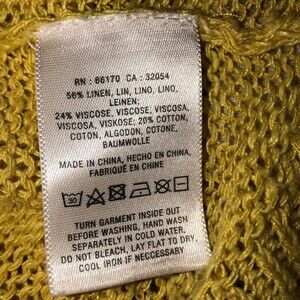 RN : 66170 CA : 32054
56% LINEN, LIN, LINO, LINO,
LEINEN;
24% VISCOSE, VISCOSE, VISCOSA,
VISCOSA, VISKOSE; 20% COTTON,
COTON, ALGODON, COTONE,
BAUMWOLLE
MADE IN CHINA, HECHO EN CHINA,
FABRIQUÉ EN CHINE
30
TURN GARMENT INSIDE OUT
BEFORE WASHING, HAND WASH
SEPARATELY IN COLD WATER,
DO NOT BLEACH, LAY FLAT TO DRY,
COOL IRON IF NECCESSARY